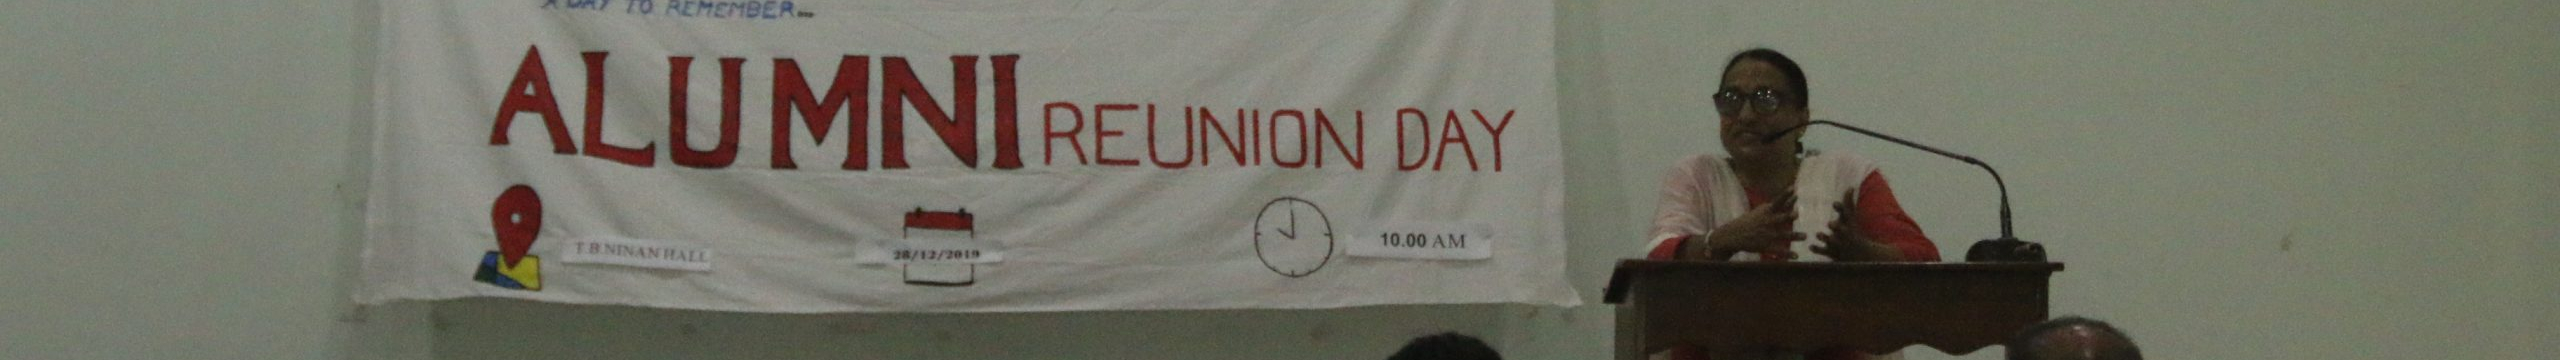 A DAY TO REMEMBER...
ALUMNI REUNION DAY
T.B.NINAN HALL
28/12/2019
10.00 AM